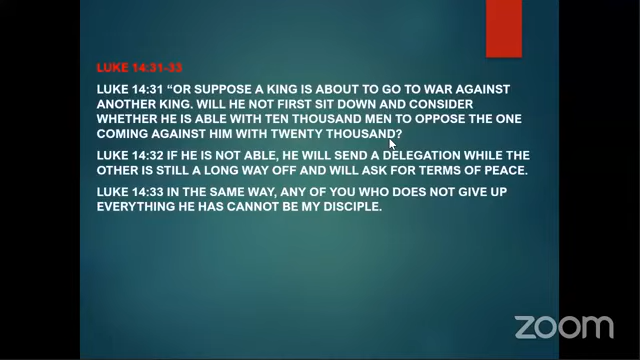 LUKE 14:31-33
LUKE 14:31 “OR SUPPOSE A KING IS ABOUT TO GO TO WAR AGAINST
ANOTHER KING. WILL HE NOT FIRST SIT DOWN AND CONSIDER
WHETHER HE IS ABLE WITH TEN THOUSAND MEN TO OPPOSE THE ONE
COMING AGAINST HIM WITH TWENTY THOUSAND?
LUKE 14:32 IF HE IS NOT ABLE, HE WILL SEND A DELEGATION WHILE THE
OTHER IS STILL A LONG WAY OFF AND WILL ASK FOR TERMS OF PEACE.
LUKE 14:33 IN THE SAME WAY, ANY OF YOU WHO DOES NOT GIVE UP
EVERYTHING HE HAS CANNOT BE MY DISCIPLE.
zoom